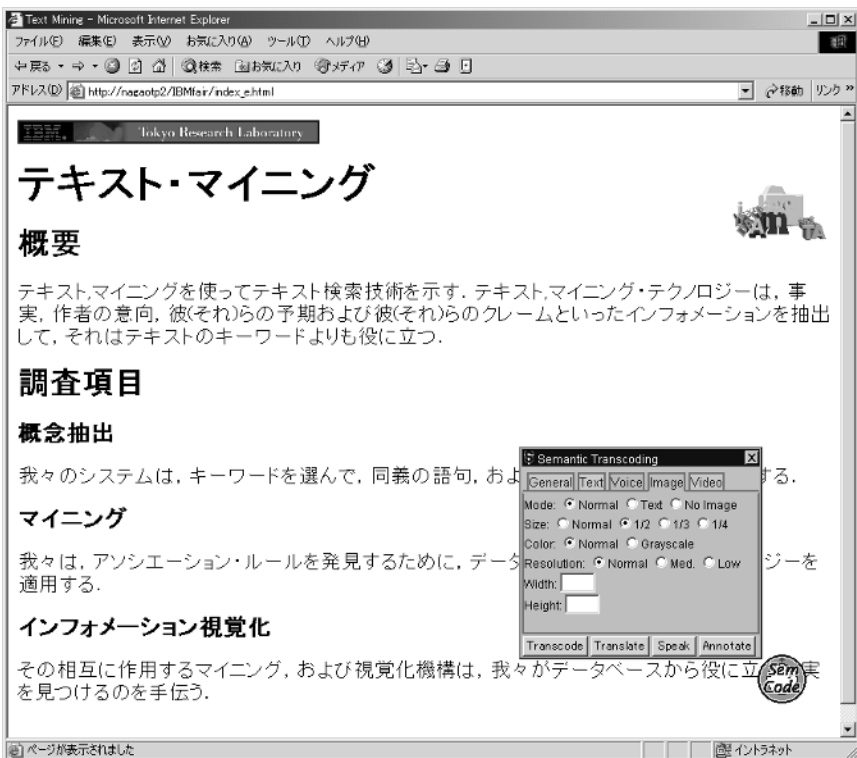 Text Mining - Microsoft Internet Explorer
ファイル(F) 編集(E) 表示(V) お気に入り(A) ツール(T) ヘルプ(H)
戻る 検索 お気に入り メディア
アドレス(D) http://nagaotp2/IBMfair/index_e.html 移動 リンク »
IBM. Tokyo Research Laboratory
テキスト・マイニング
概要
テキスト,マイニングを使ってテキスト検索技術を示す. テキスト,マイニング・テクノロジーは, 事
実, 作者の意向, 彼(それ)らの予期および彼(それ)らのクレームといったインフォメーションを抽出
して, それはテキストのキーワードよりも役に立つ.
調査項目
概念抽出
我々のシステムは, キーワードを選んで, 同義の語句, およ
する.
マイニング
我々は, アソシエーション・ルールを発見するために, データ
ジーを
適用する.
インフォメーション視覚化
その相互に作用するマイニング, および視覚化機構は, 我々がデータベースから役に立
実
を見つけるのを手伝う.
Semantic Transcoding
General Text Voice Image Video
Mode: Normal Text No Image
Size: Normal 1/2 1/3 1/4
Color: Normal Grayscale
Resolution: Normal Med. Low
Width:
Height:
Transcode Translate Speak Annotate
Sem
Code
ページが表示されました イントラネット